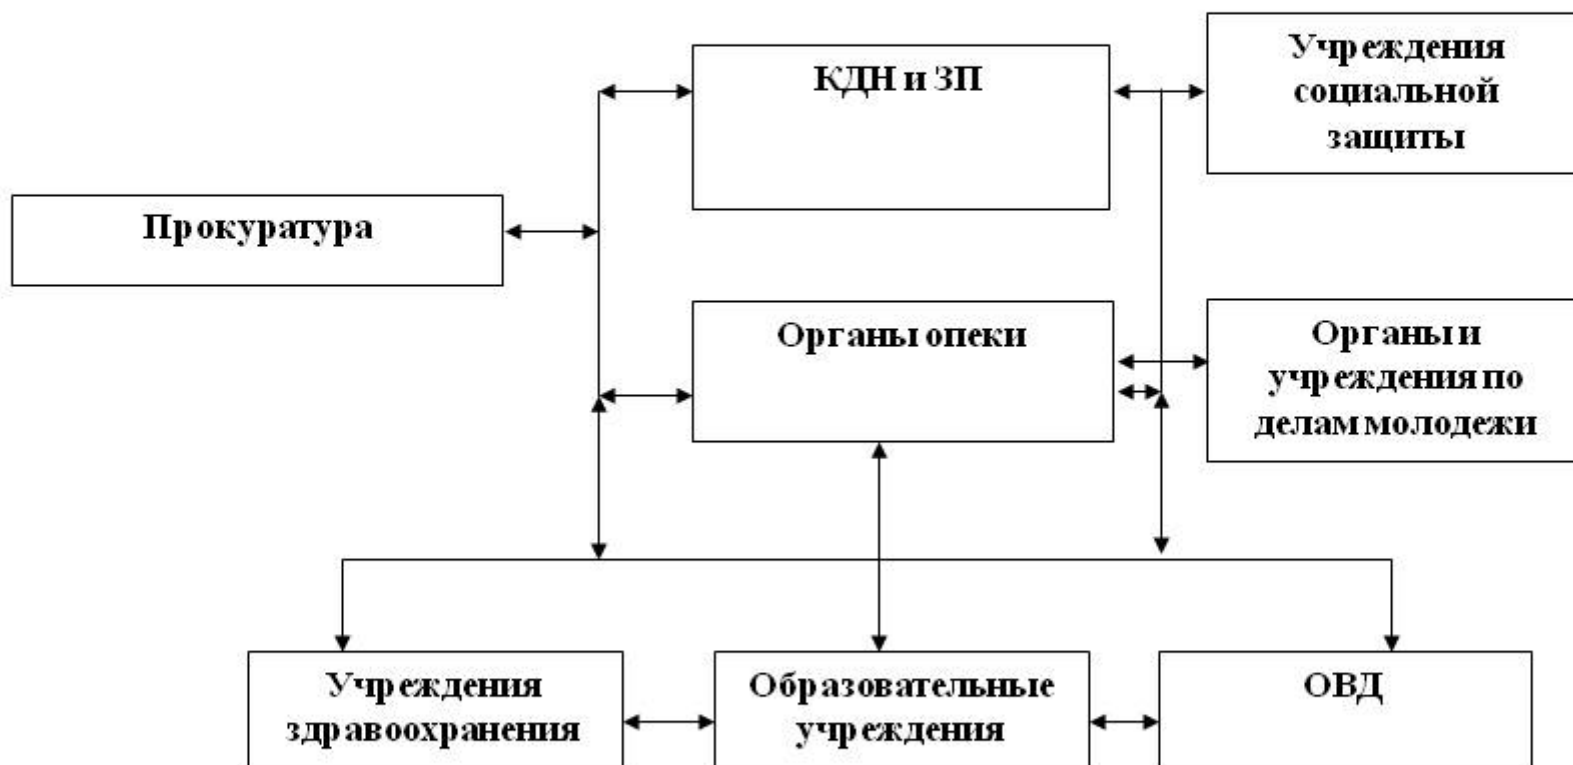 КДН и ЗП
Учреждения
социальной
защиты
Прокуратура
Органы опеки
Органы и
учреждения по
делам молодежи
Учреждения
здравоохранения
Образовательные
учреждения
ОВД